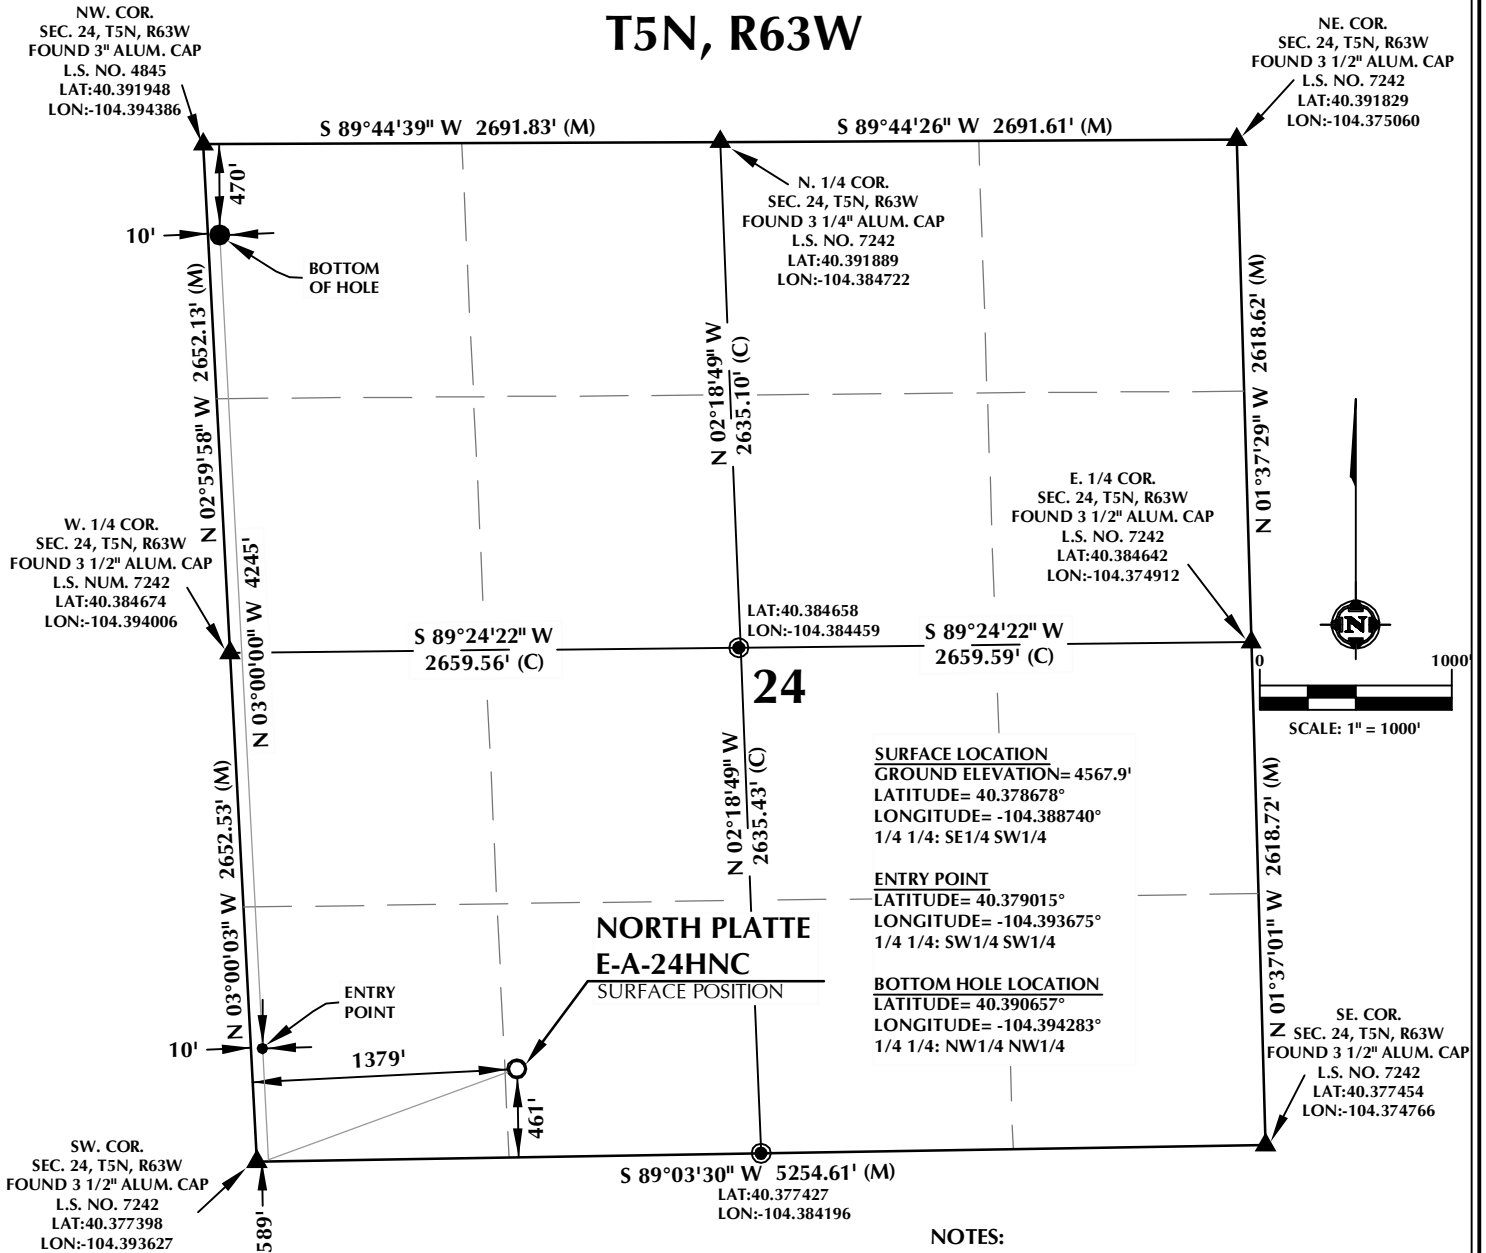 T5N, R63W
NW. COR.
SEC. 24, T5N, R63W
FOUND 3" ALUM. CAP
L.S. NO. 4845
LAT:40.391948
LON:-104.394386
NE. COR.
SEC. 24, T5N, R63W
FOUND 3 1/2" ALUM. CAP
L.S. NO. 7242
LAT:40.391829
LON:-104.375060
S 89°44'39" W 2691.83' (M)
S 89°44'26" W 2691.61' (M)
470'
10'
BOTTOM
OF HOLE
N. 1/4 COR.
SEC. 24, T5N, R63W
FOUND 3 1/4" ALUM. CAP
L.S. NO. 7242
LAT:40.391889
LON:-104.384722
N 02°59'58" W 2652.13' (M)
N 02°18'49" W
2635.10' (C)
N 01°37'29" W 2618.62' (M)
W. 1/4 COR.
SEC. 24, T5N, R63W
FOUND 3 1/2" ALUM. CAP
L.S. NUM. 7242
LAT:40.384674
LON:-104.394006
N 03°00'00" W 4245'
E. 1/4 COR.
SEC. 24, T5N, R63W
FOUND 3 1/2" ALUM. CAP
L.S. NO. 7242
LAT:40.384642
LON:-104.374912
N
0 1000'
SCALE: 1" = 1000'
LAT:40.384658
LON:-104.384459
S 89°24'22" W
2659.56' (C)
S 89°24'22" W
2659.59' (C)
24
N 03°00'03" W 2652.53' (M)
N 02°18'49" W
2635.43' (C)
N 01°37'01" W 2618.72' (M)
SURFACE LOCATION
GROUND ELEVATION= 4567.9'
LATITUDE= 40.378678°
LONGITUDE= -104.388740°
1/4 1/4: SE1/4 SW1/4
ENTRY POINT
LATITUDE= 40.379015°
LONGITUDE= -104.393675°
1/4 1/4: SW1/4 SW1/4
BOTTOM HOLE LOCATION
LATITUDE= 40.390657°
LONGITUDE= -104.394283°
1/4 1/4: NW1/4 NW1/4
NORTH PLATTE
E-A-24HNC
SURFACE POSITION
ENTRY
POINT
10'
1379'
461'
SE. COR.
SEC. 24, T5N, R63W
FOUND 3 1/2" ALUM. CAP
L.S. NO. 7242
LAT:40.377454
LON:-104.374766
SW. COR.
SEC. 24, T5N, R63W
FOUND 3 1/2" ALUM. CAP
L.S. NO. 7242
LAT:40.377398
LON:-104.393627
589'
S 89°03'30" W 5254.61' (M)
LAT:40.377427
LON:-104.384196
NOTES: